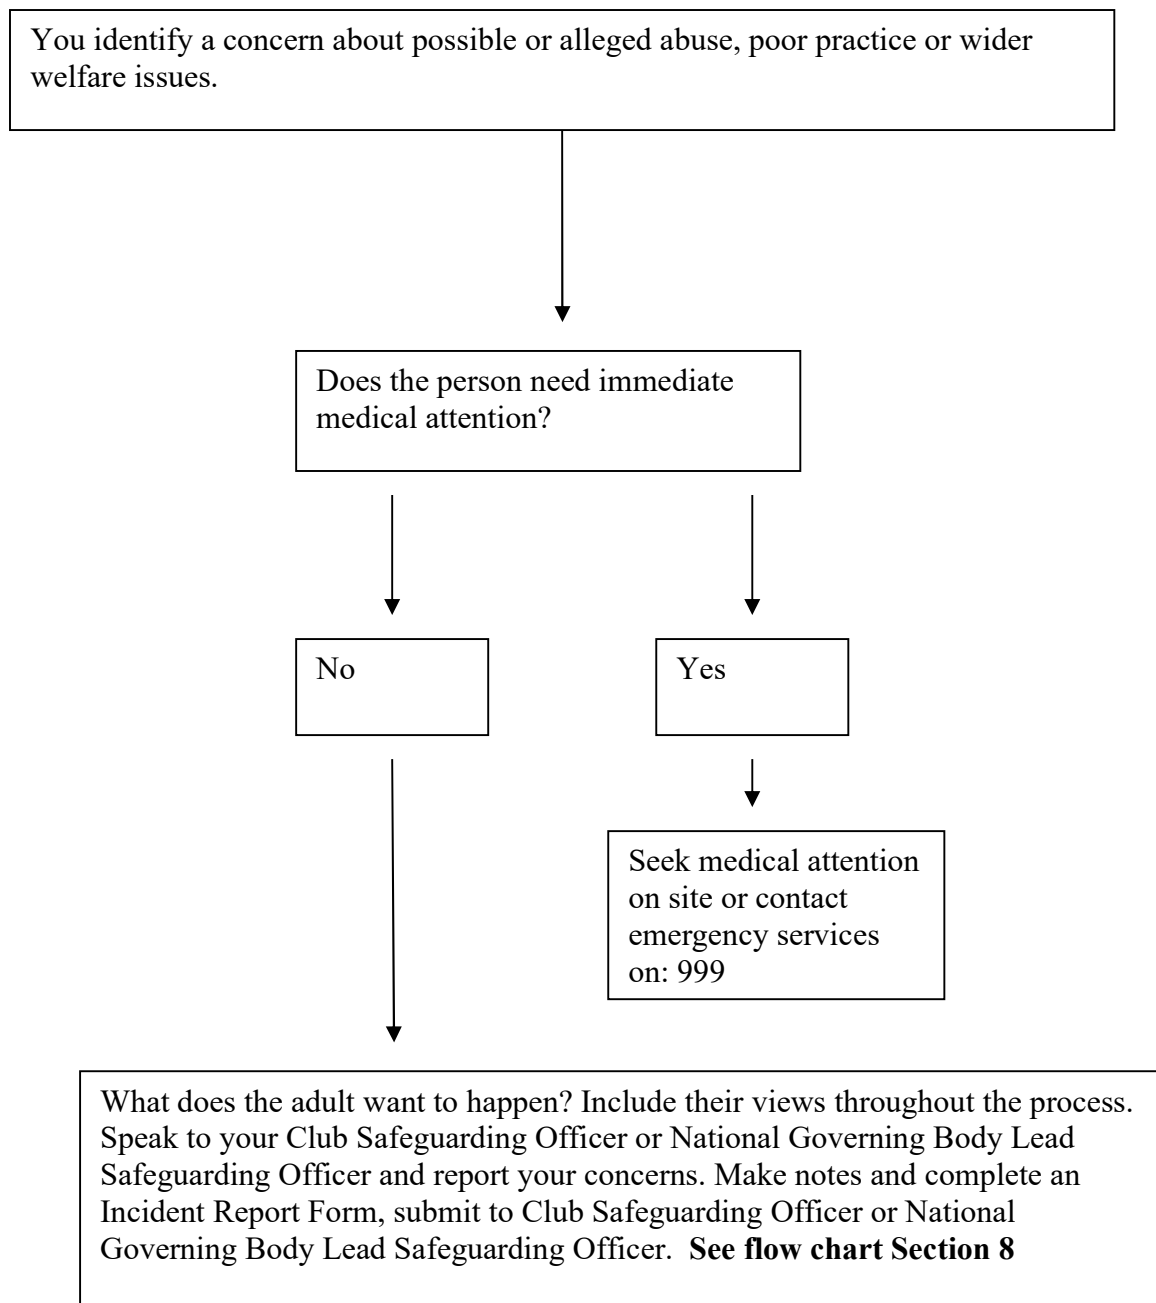 You identify a concern about possible or alleged abuse, poor practice or wider
welfare issues.
Does the person need immediate
medical attention?
No
Yes
Seek medical attention
on site or contact
emergency services
on: 999
What does the adult want to happen? Include their views throughout the process.
Speak to your Club Safeguarding Officer or National Governing Body Lead
Safeguarding Officer and report your concerns. Make notes and complete an
Incident Report Form, submit to Club Safeguarding Officer or National
Governing Body Lead Safeguarding Officer. See flow chart Section 8